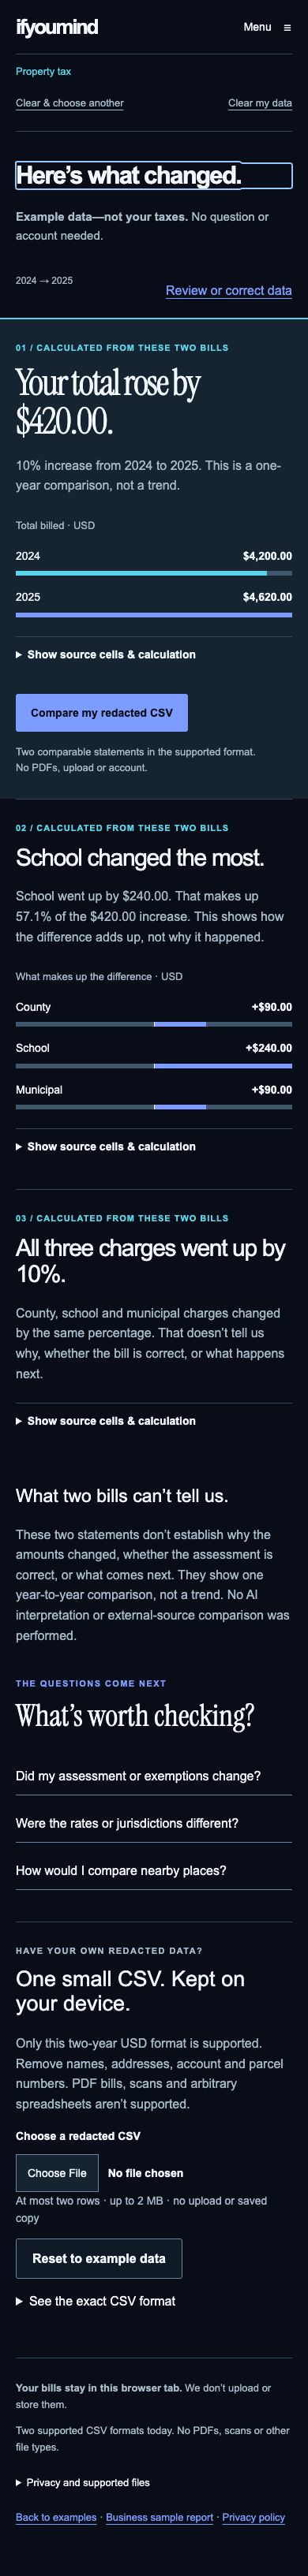 ifyoumind
Menu ≡
Property tax
Clear & choose another
Clear my data
Here's what changed.
Example data—not your taxes. No question or
account needed.
2024 → 2025
Review or correct data
01 / CALCULATED FROM THESE TWO BILLS
Your total rose by
$420.00.
10% increase from 2024 to 2025. This is a one-
year comparison, not a trend.
Total billed · USD
2024 $4,200.00
2025 $4,620.00
▶ Show source cells & calculation
Compare my redacted CSV
Two comparable statements in the supported format.
No PDFs, upload or account.
02 / CALCULATED FROM THESE TWO BILLS
School changed the most.
School went up by $240.00. That makes up
57.1% of the $420.00 increase. This shows how
the difference adds up, not why it happened.
What makes up the difference · USD
County +$90.00
School +$240.00
Municipal +$90.00
▶ Show source cells & calculation
03 / CALCULATED FROM THESE TWO BILLS
All three charges went up by
10%.
County, school and municipal charges changed
by the same percentage. That doesn't tell us
why, whether the bill is correct, or what happens
next.
▶ Show source cells & calculation
What two bills can't tell us.
These two statements don't establish why the
amounts changed, whether the assessment is
correct, or what comes next. They show one
year-to-year comparison, not a trend. No AI
interpretation or external-source comparison was
performed.
THE QUESTIONS COME NEXT
What's worth checking?
Did my assessment or exemptions change?
Were the rates or jurisdictions different?
How would I compare nearby places?
HAVE YOUR OWN REDACTED DATA?
One small CSV. Kept on
your device.
Only this two-year USD format is supported.
Remove names, addresses, account and parcel
numbers. PDF bills, scans and arbitrary
spreadsheets aren't supported.
Choose a redacted CSV
Choose File No file chosen
At most two rows · up to 2 MB · no upload or saved
copy
Reset to example data
▶ See the exact CSV format
Your bills stay in this browser tab. We don't upload or
store them.
Two supported CSV formats today. No PDFs, scans or other
file types.
▶ Privacy and supported files
Back to examples · Business sample report · Privacy policy